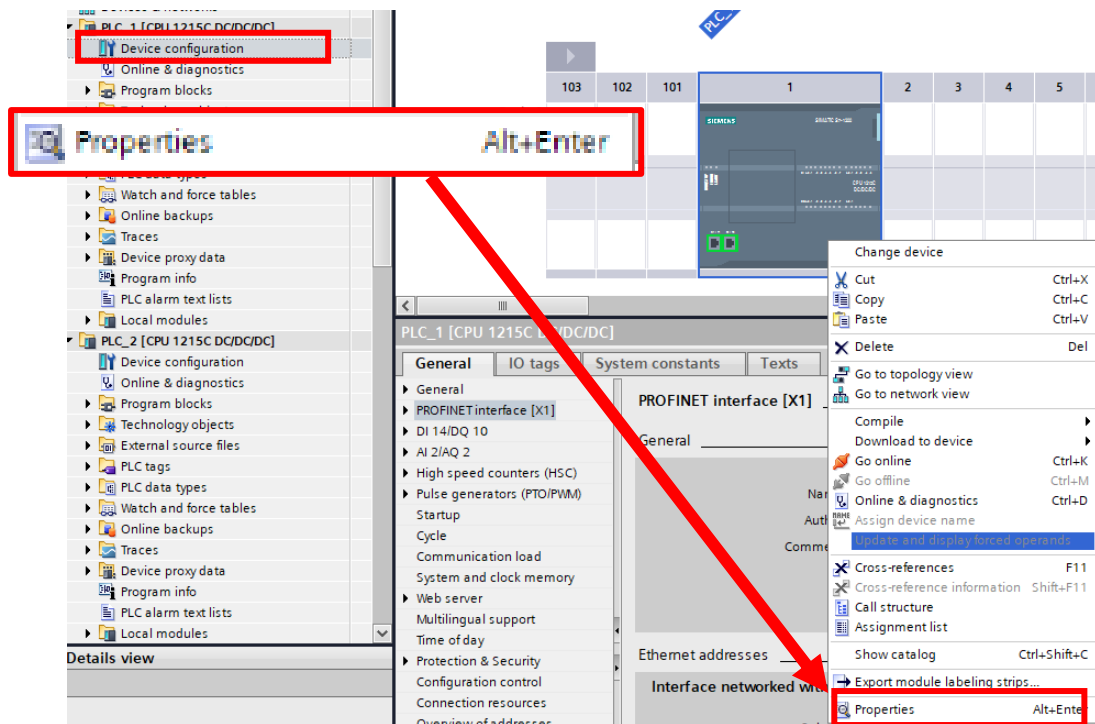 PLC_1 [CPU 1215C DC/DC/DC]
Device configuration
Online & diagnostics
Program blocks
Properties Alt+Enter
Watch and force tables
Online backups
Traces
Device proxy data
Program info
PLC alarm text lists
Local modules
PLC_2 [CPU 1215C DC/DC/DC]
Device configuration
Online & diagnostics
Program blocks
Technology objects
External source files
PLC tags
PLC data types
Watch and force tables
Online backups
Traces
Device proxy data
Program info
PLC alarm text lists
Local modules
Details view
103 102 101 1 2 3 4 5
SIEMENS
PLC_1 [CPU 1215C DC/DC/DC]
General IO tags System constants Texts
General
PROFINET interface [X1]
DI 14/DQ 10
AI 2/AQ 2
High speed counters (HSC)
Pulse generators (PTO/PWM)
Startup
Cycle
Communication load
System and clock memory
Web server
Multilingual support
Time of day
Protection & Security
Configuration control
Connection resources
Overview of addresses
PROFINET interface [X1]
General
Ethernet addresses
Interface networked with
Change device
Cut Ctrl+X
Copy Ctrl+C
Paste Ctrl+V
Delete Del
Go to topology view
Go to network view
Compile
Download to device
Go online Ctrl+K
Go offline Ctrl+M
Online & diagnostics Ctrl+D
Assign device name
Update and display forced operands
Cross-references F11
Cross-reference information Shift+F11
Call structure
Assignment list
Show catalog Ctrl+Shift+C
Export module labeling strips...
Properties Alt+Enter